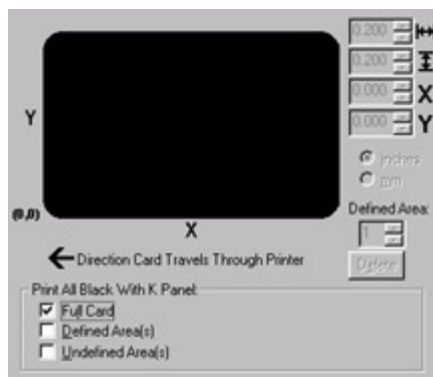 0.200
0.200
0.000
X
Y
0.000
Y
inches
mm
(0,0)
X
Defined Area:
1
Direction Card Travels Through Printer
Delete
Print All Black With K Panel:
Full Card
Defined Area(s)
Undefined Area(s)